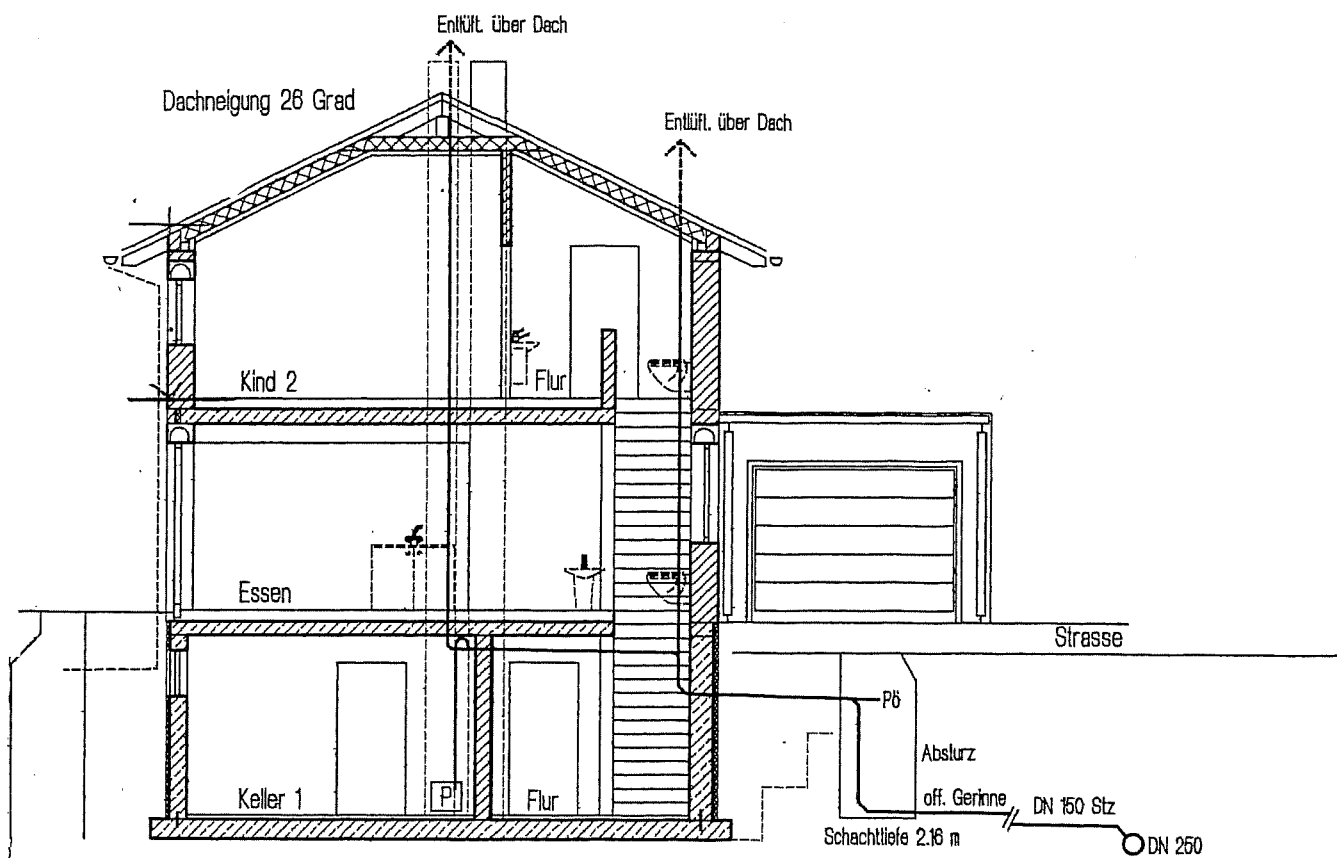 Entlüft. über Dach
Dachneigung 26 Grad
Entlüft. über Dach
Kind 2
Flur
Essen
Strasse
Pö
Absturz
Keller 1
P
Flur
off. Gerinne
DN 150 Stz
Schachttiefe 2.16 m
DN 250